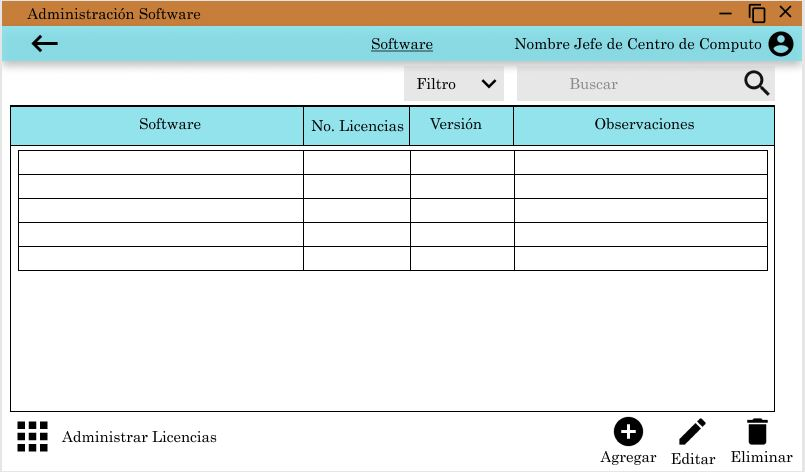 Administración Software
Software
Nombre Jefe de Centro de Computo
Filtro
Buscar
Software
No. Licencias
Versión
Observaciones
Administrar Licencias
Agregar
Editar
Eliminar